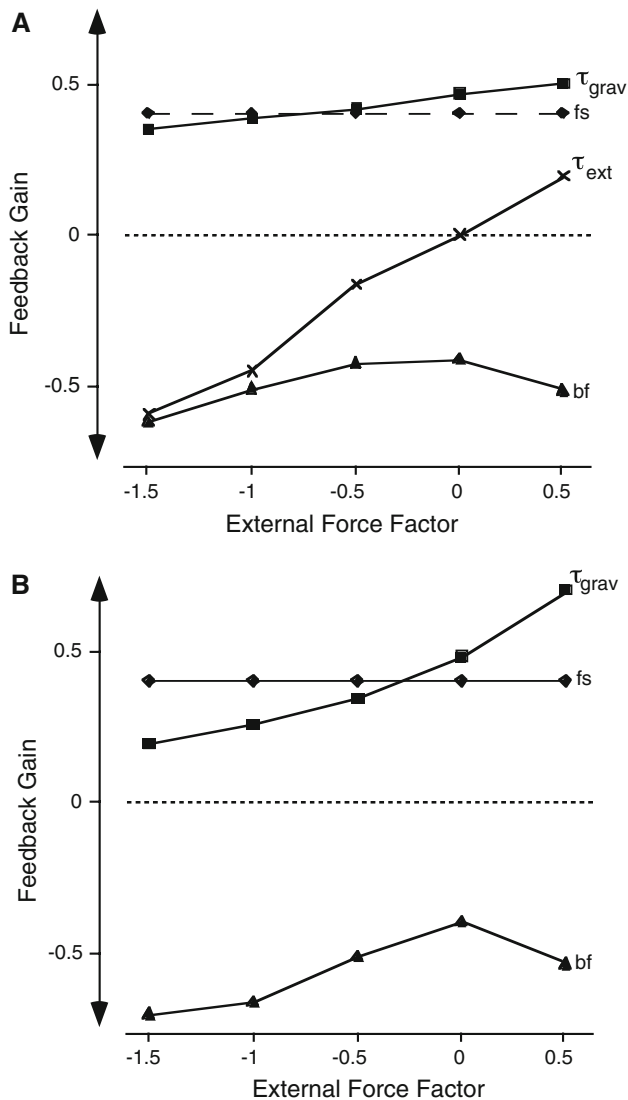 A
0.5
0
-0.5
Feedback Gain
τgrav
fs
τext
bf
-1.5 -1 -0.5 0 0.5
External Force Factor
B
0.5
0
-0.5
Feedback Gain
τgrav
fs
bf
-1.5 -1 -0.5 0 0.5
External Force Factor